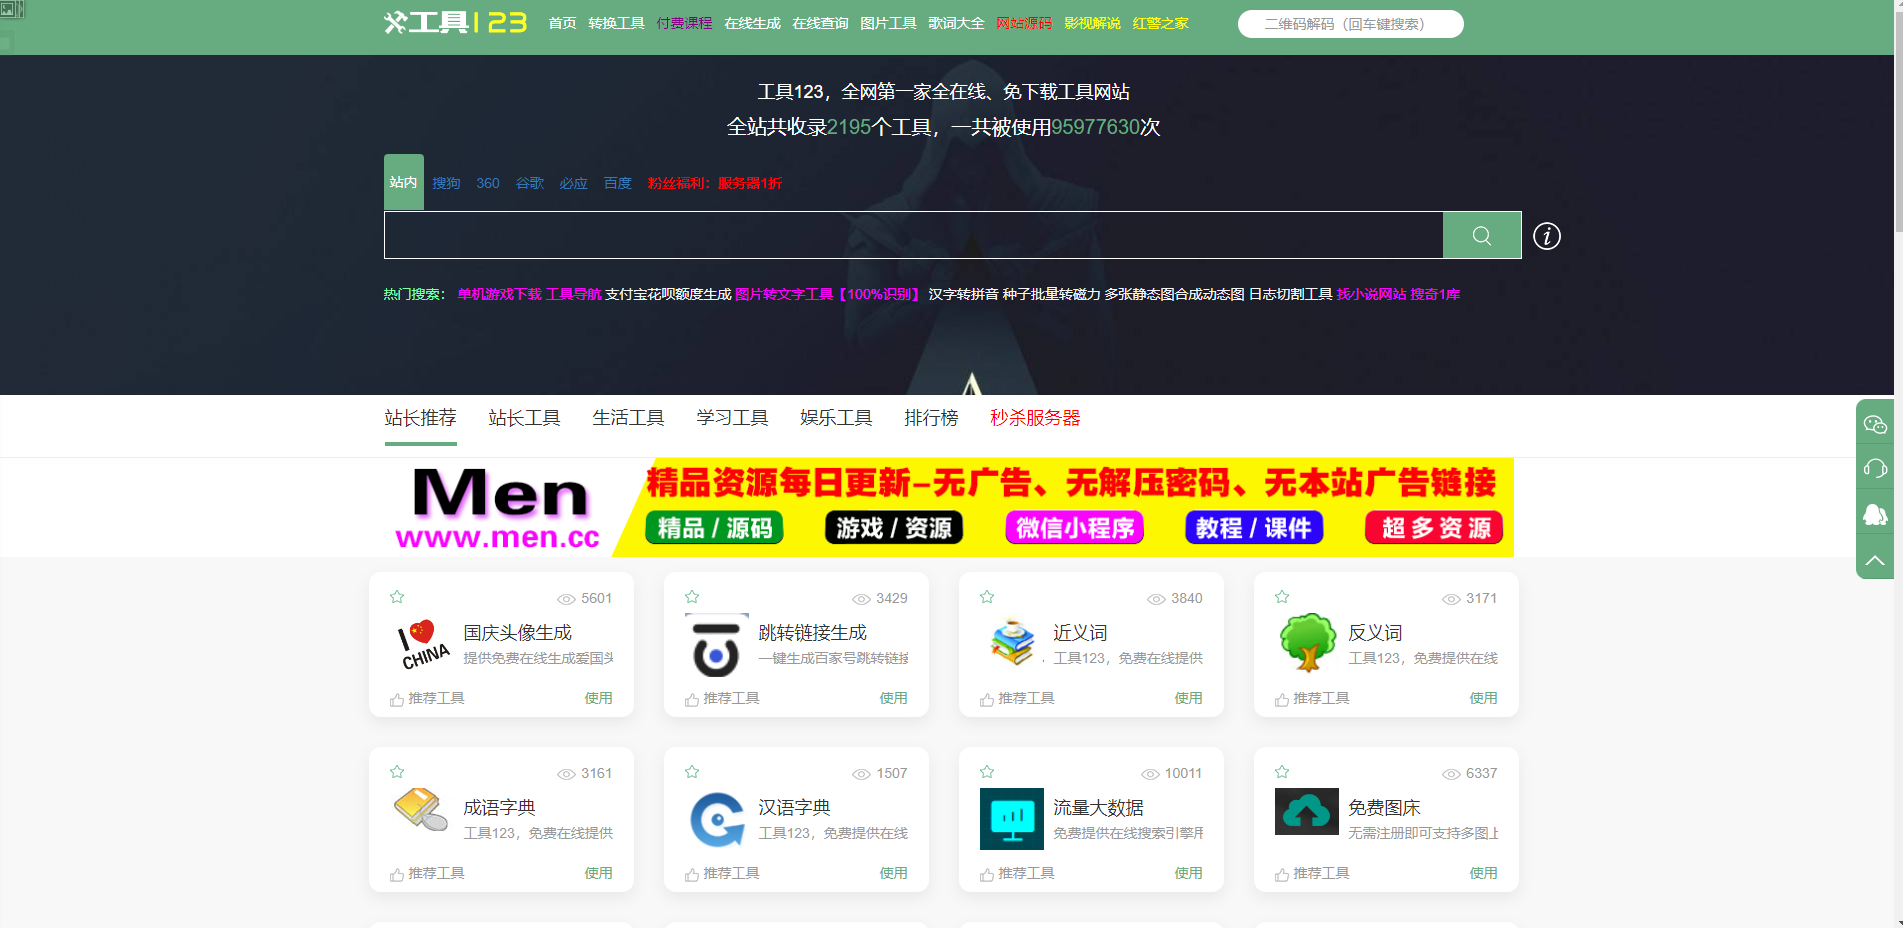 工具123 首页 转换工具 付费课程 在线生成 在线查询 图片工具 歌词大全 网站源码 影视解说 红警之家 二维码解码（回车键搜索）
工具123，全网第一家全在线、免下载工具网站
全站共收录2195个工具，一共被使用95977630次
站内 搜狗 360 谷歌 必应 百度 粉丝福利：服务器1折
热门搜索： 单机游戏下载 工具导航 支付宝花呗额度生成 图片转文字工具【100%识别】 汉字转拼音 种子批量转磁力 多张静态图合成动态图 日志切割工具 找小说网站 搜奇1库
站长推荐 站长工具 生活工具 学习工具 娱乐工具 排行榜 秒杀服务器
Men 精品资源每日更新–无广告、无解压密码、无本站广告链接
www.men.cc 精品 / 源码 游戏 / 资源 微信小程序 教程 / 课件 超多资源
5601 3429 3840 3171
I CHINA 国庆头像生成 跳转链接生成 近义词 反义词
提供免费在线生成爱国头 一键生成百家号跳转链接 工具123，免费在线提供 工具123，免费提供在线
推荐工具 使用 推荐工具 使用 推荐工具 使用 推荐工具 使用
3161 1507 10011 6337
成语字典 汉语字典 流量大数据 免费图床
工具123，免费在线提供 工具123，免费提供在线 免费提供在线搜索引擎用 无需注册即可支持多图上
推荐工具 使用 推荐工具 使用 推荐工具 使用 推荐工具 使用